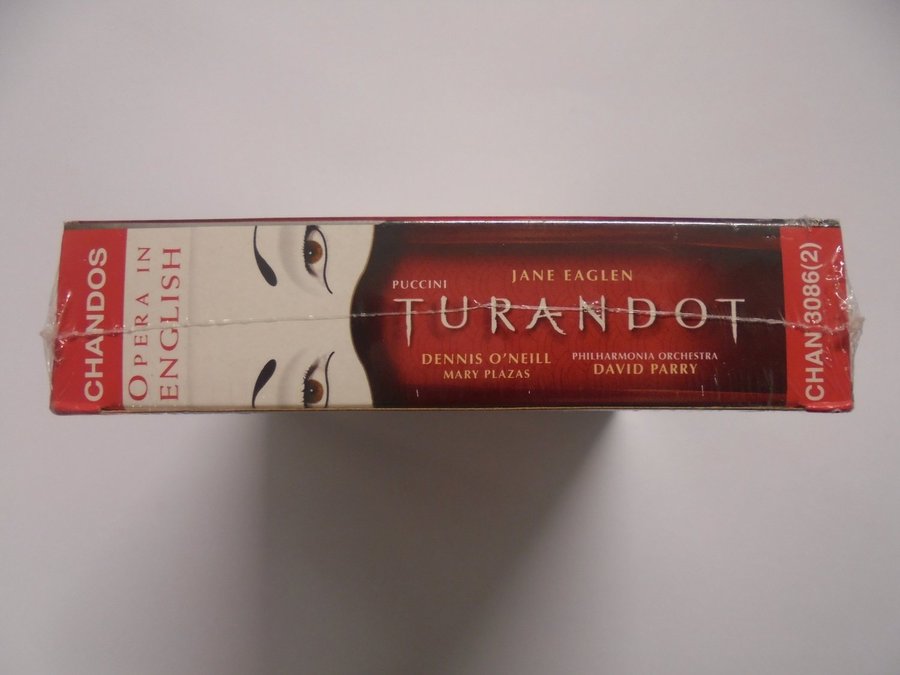 CHANDOS
OPERA IN
ENGLISH
JANE EAGLEN
PUCCINI
TURANDOT
DENNIS O'NEILL
MARY PLAZAS
PHILHARMONIA ORCHESTRA
DAVID PARRY
CHAN 3086(2)